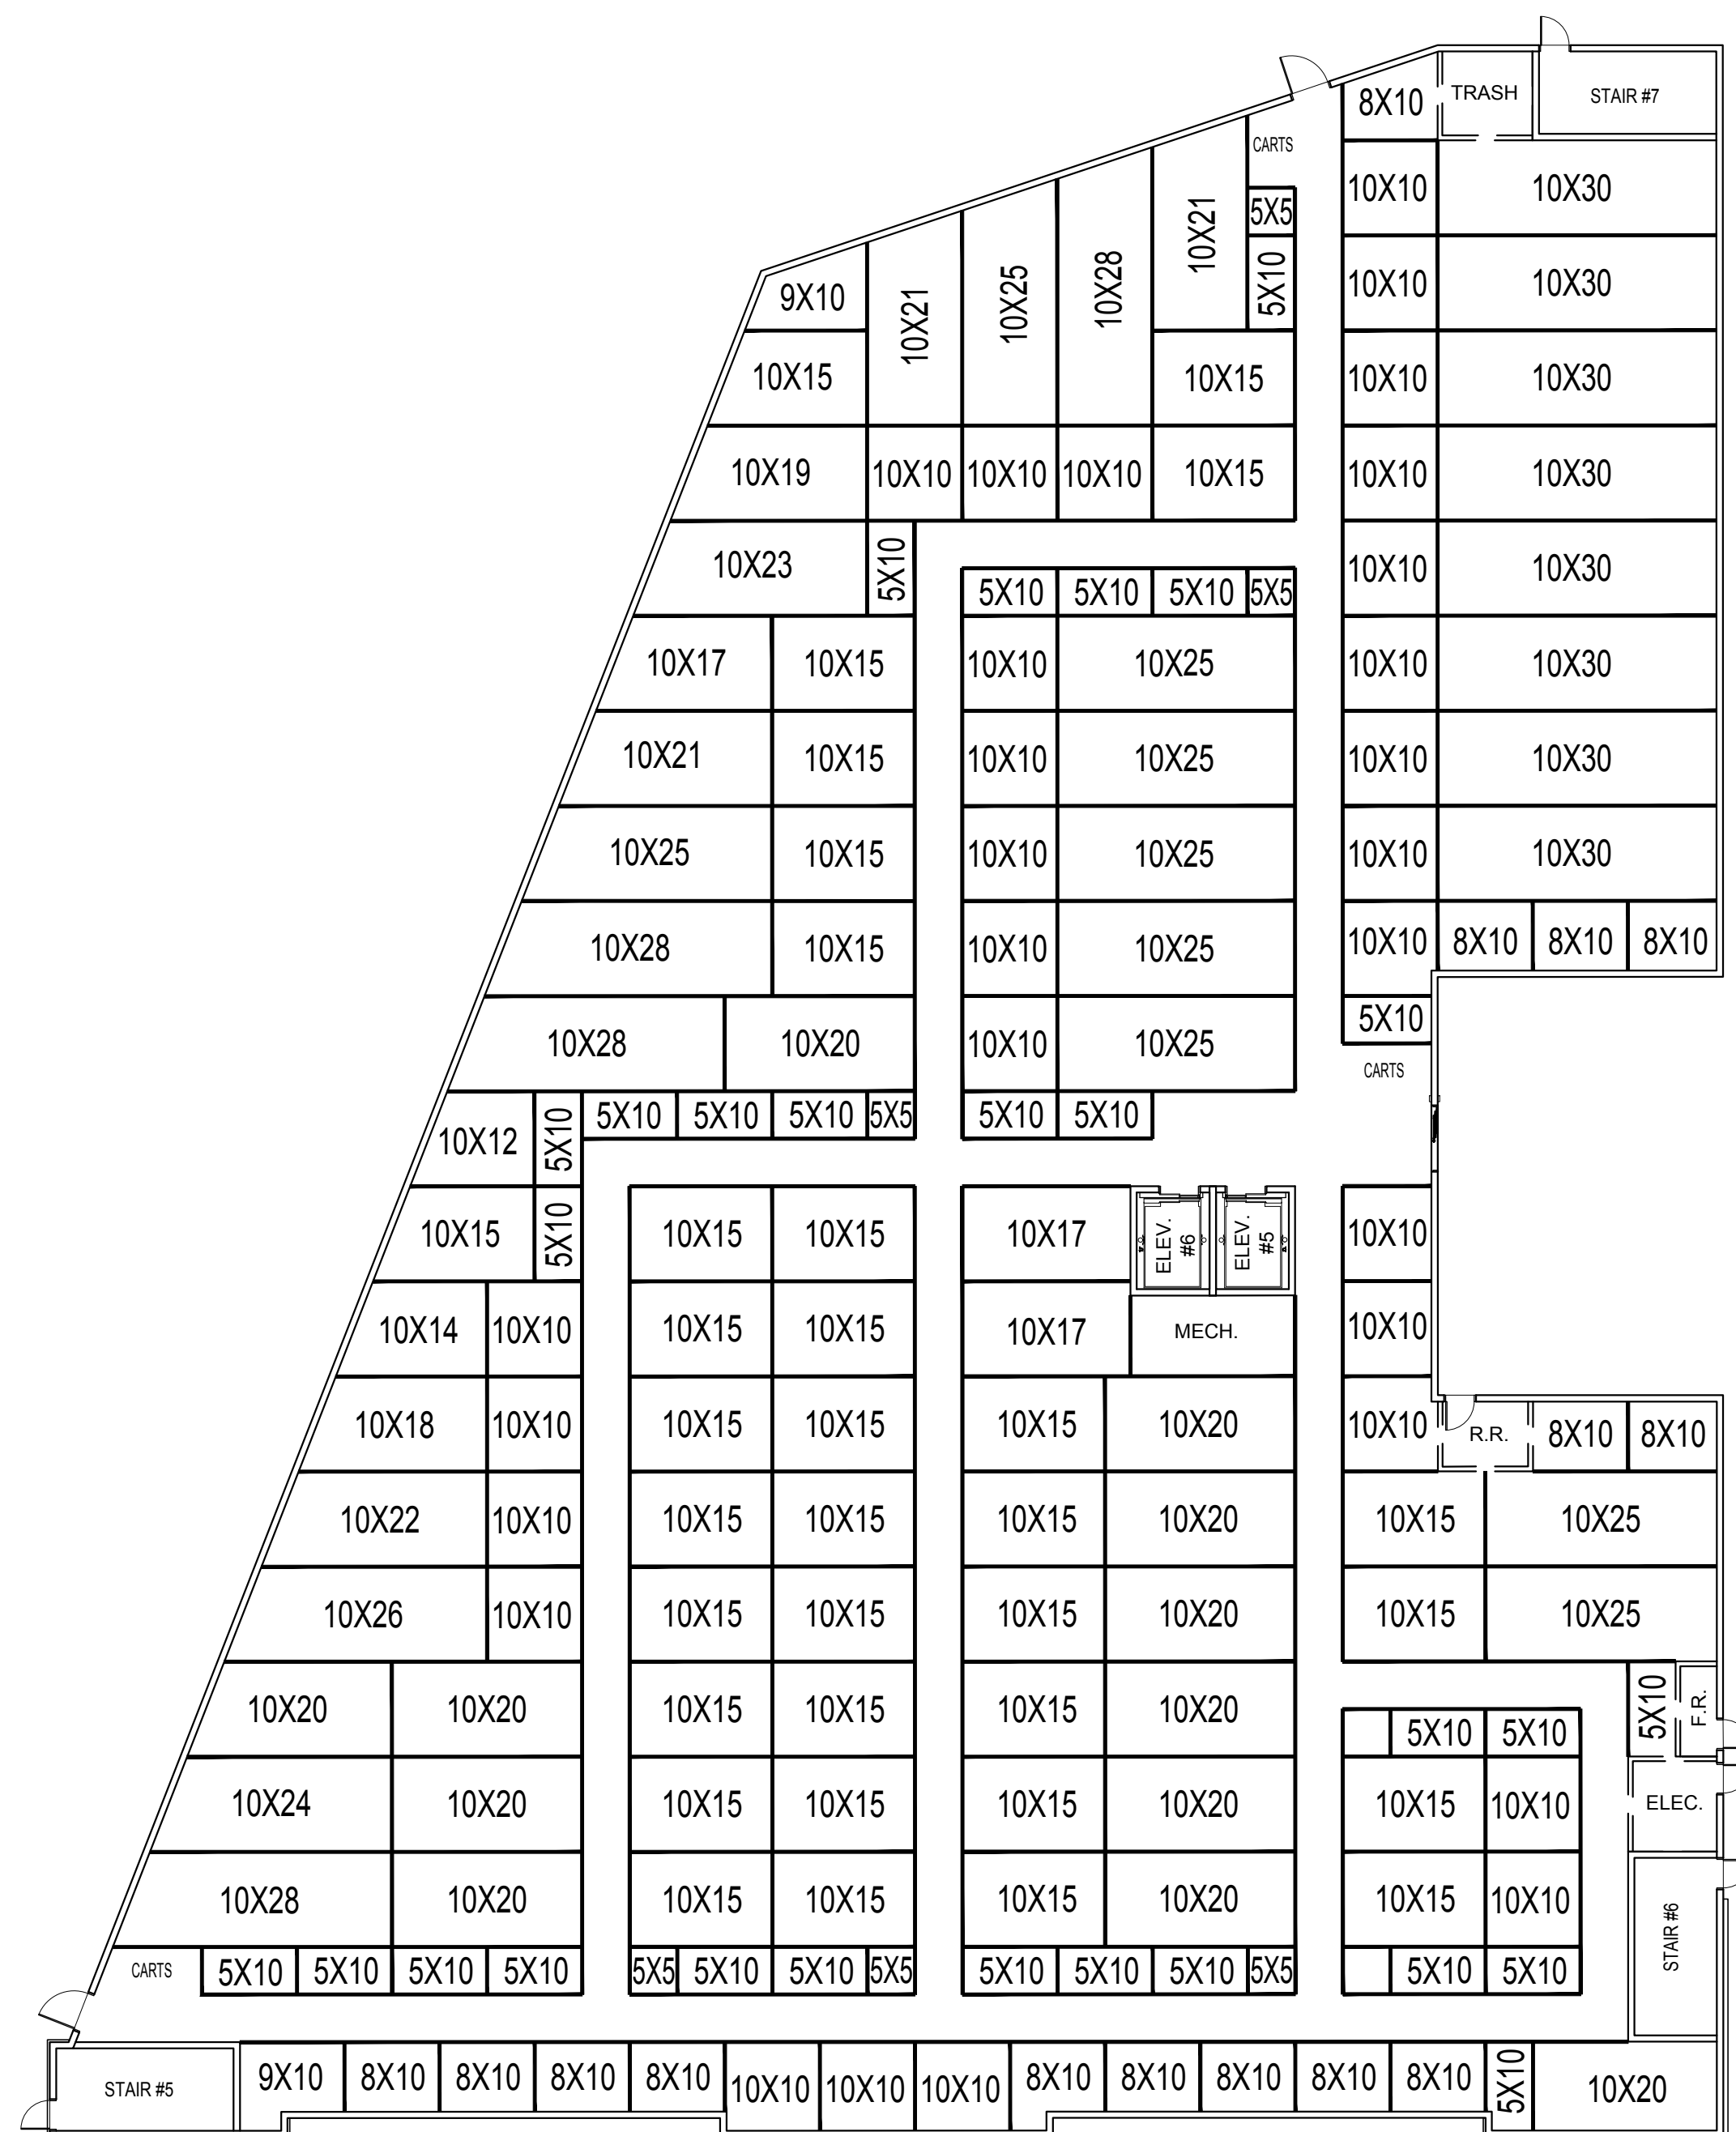 8X10 TRASH STAIR #7
CARTS
10X10 10X30
10X21 5X5
10X28 5X10
10X25
10X21
9X10 10X10 10X30
10X15 10X15 10X10 10X30
10X19 10X10 10X10 10X10 10X15 10X10 10X30
10X23 5X10 10X10 10X30
5X10 5X10 5X10 5X5
10X17 10X15 10X10 10X25 10X10 10X30
10X21 10X15 10X10 10X25 10X10 10X30
10X25 10X15 10X10 10X25 10X10 10X30
10X28 10X15 10X10 10X25 10X10 8X10 8X10 8X10
5X10
10X28 10X20 10X10 10X25
CARTS
10X12 5X10 5X10 5X10 5X10 5X5 5X10 5X10
10X15 5X10 10X15 10X15 10X17 ELEV. #6 ELEV. #5 10X10
10X14 10X10 10X15 10X15 10X17 MECH. 10X10
10X18 10X10 10X15 10X15 10X15 10X20 10X10 R.R. 8X10 8X10
10X22 10X10 10X15 10X15 10X15 10X20 10X15 10X25
10X26 10X10 10X15 10X15 10X15 10X20 10X15 10X25
10X20 10X20 10X15 10X15 10X15 10X20 5X10 5X10 5X10 F.R.
10X24 10X20 10X15 10X15 10X15 10X20 10X15 10X10 ELEC.
10X28 10X20 10X15 10X15 10X15 10X20 10X15 10X10 STAIR #6
CARTS 5X10 5X10 5X10 5X10 5X5 5X10 5X10 5X5 5X10 5X10 5X10 5X5 5X10 5X10
STAIR #5 9X10 8X10 8X10 8X10 8X10 10X10 10X10 10X10 8X10 8X10 8X10 8X10 8X10 5X10 10X20